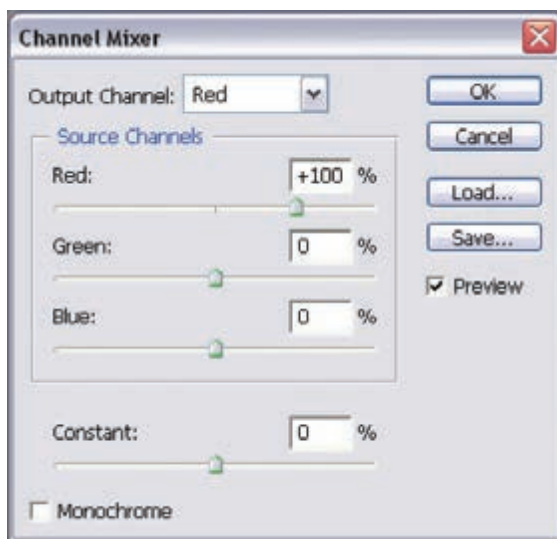 Channel Mixer
Output Channel: Red
OK
Source Channels
Cancel
Red: +100 %
Load...
Green: 0 %
Save...
Preview
Blue: 0 %
Constant: 0 %
Monochrome